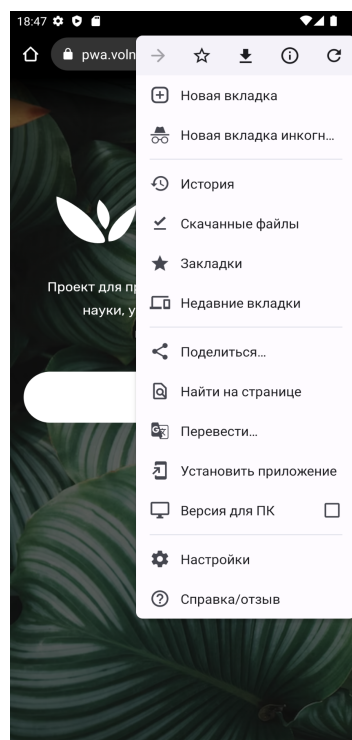 18:47
pwa.voln
Новая вкладка
Новая вкладка инкогн...
История
Скачанные файлы
Закладки
Недавние вкладки
Проект для пр
науки, у
Поделиться...
Найти на странице
Перевести...
Установить приложение
Версия для ПК
Настройки
Справка/отзыв